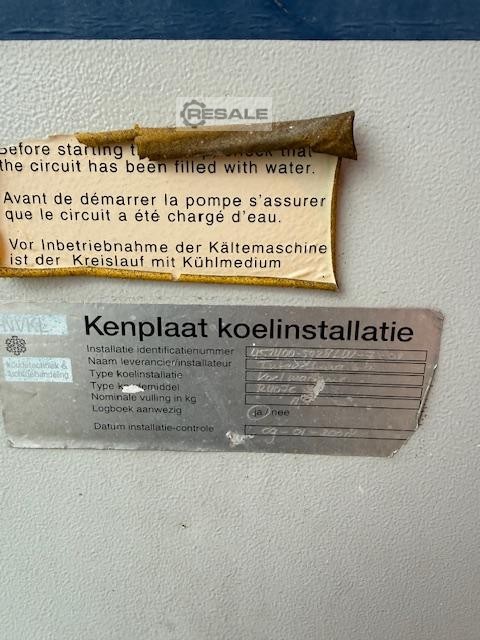 RESALE
Before starting the pump, check that
the circuit has been filled with water.
Avant de démarrer la pompe s'assurer
que le circuit a été chargé d'eau.
Vor Inbetriebnahme der Kältemaschine
ist der Kreislauf mit Kühlmedium
NVKL
koudetechniek &
luchtbehandeling
Kenplaat koelinstallatie
Installatie identificatienummer
Naam leverancier/installateur
Type koelinstallatie
Type koudemiddel R407c
Nominale vulling in kg
Logboek aanwezig ja/nee
Datum installatie-controle